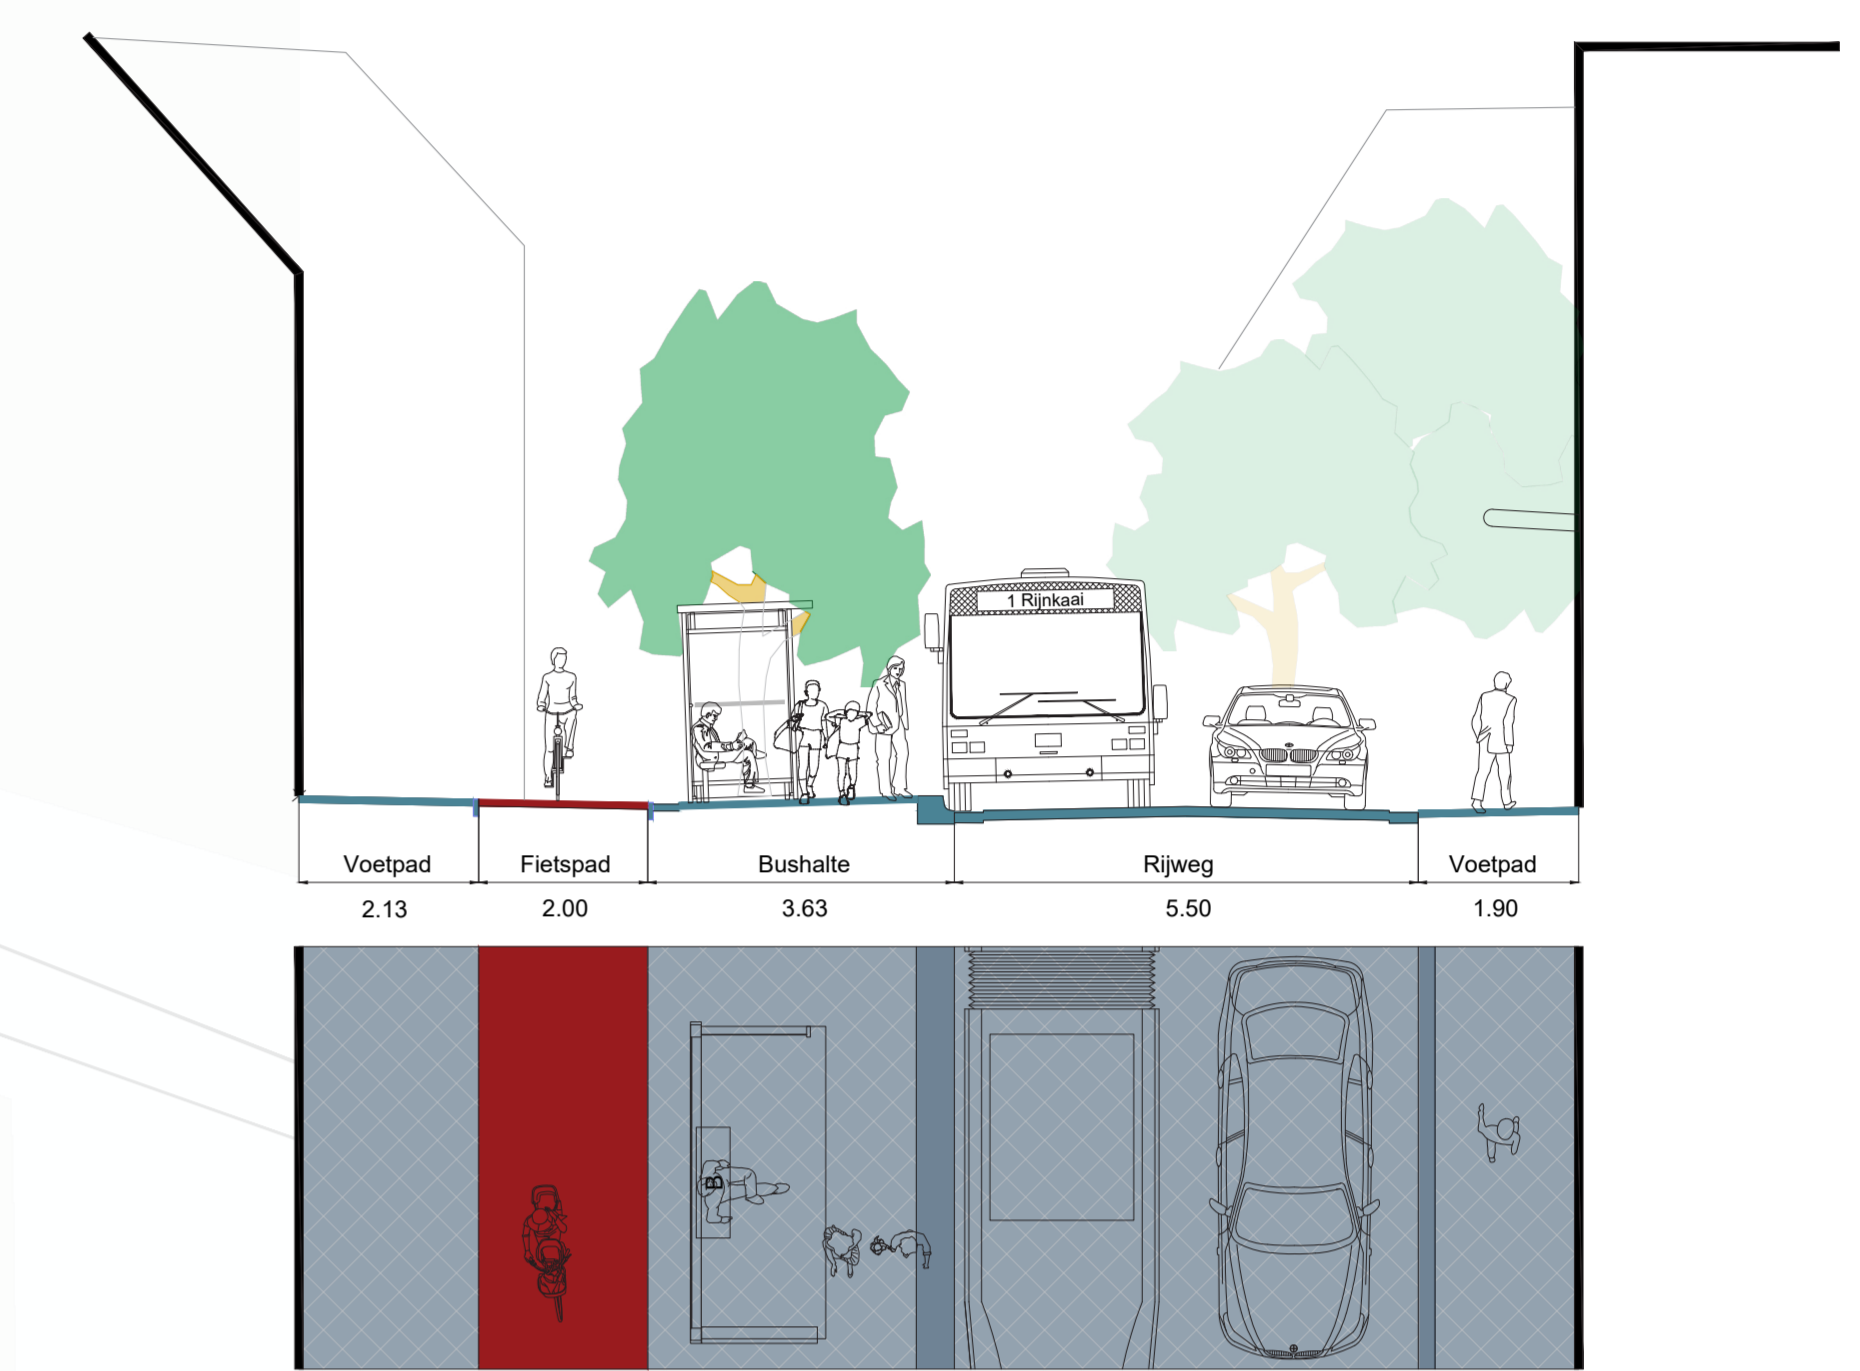 1 Rijnkaai
Voetpad Fietspad Bushalte Rijweg Voetpad
2.13 2.00 3.63 5.50 1.90